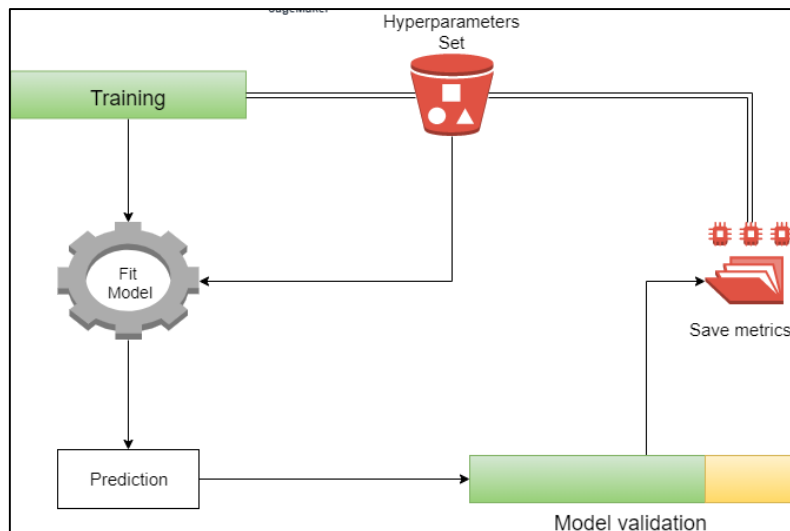 Hyperparameters
Set
Training
Fit
Model
Save metrics
Prediction
Model validation